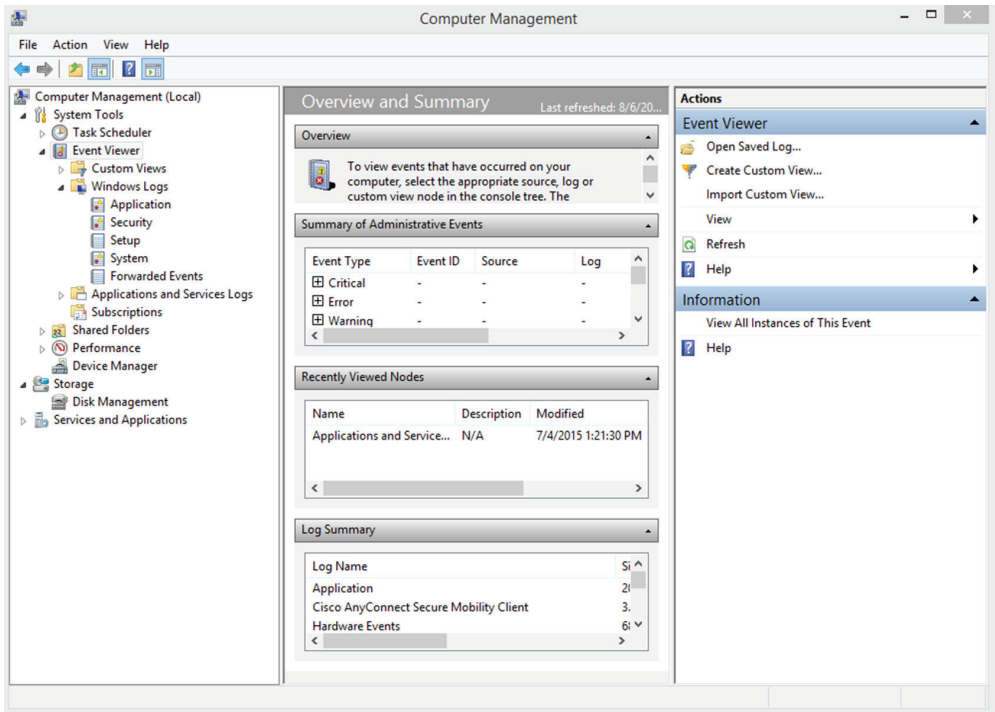 Computer Management
File Action View Help
Computer Management (Local)
System Tools
Task Scheduler
Event Viewer
Custom Views
Windows Logs
Application
Security
Setup
System
Forwarded Events
Applications and Services Logs
Subscriptions
Shared Folders
Performance
Device Manager
Storage
Disk Management
Services and Applications
Overview and Summary Last refreshed: 8/6/20...
Overview
To view events that have occurred on your
computer, select the appropriate source, log or
custom view node in the console tree. The
Summary of Administrative Events
Event Type Event ID Source Log
Critical - - -
Error - - -
Warning - - -
Recently Viewed Nodes
Name Description Modified
Applications and Service... N/A 7/4/2015 1:21:30 PM
Log Summary
Log Name
Application
Cisco AnyConnect Secure Mobility Client 3.
Hardware Events
Actions
Event Viewer
Open Saved Log...
Create Custom View...
Import Custom View...
View
Refresh
Help
Information
View All Instances of This Event
Help